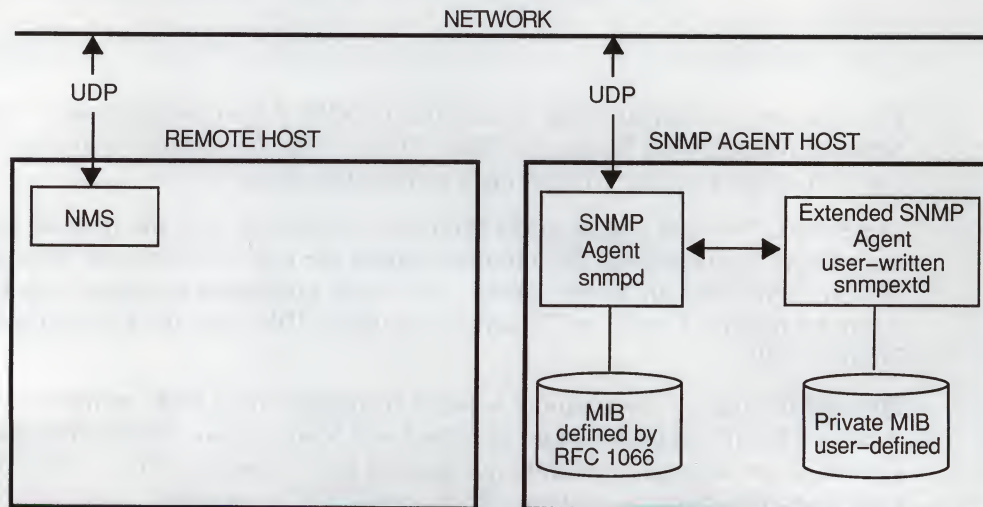 NETWORK
UDP
UDP
REMOTE HOST
SNMP AGENT HOST
NMS
SNMP
Agent
snmpd
Extended SNMP
Agent
user–written
snmpextd
MIB
defined by
RFC 1066
Private MIB
user–defined